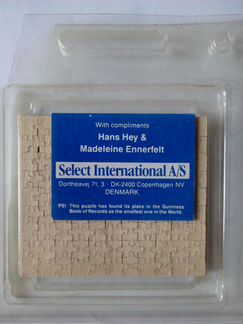 With compliments
Hans Hey &
Madeleine Ennerfelt
Select International A/S
Dortheavej 71, 3 · DK-2400 Copenhagen NV
DENMARK
PS! This puzzle has found its place in the Guinness
Book of Records as the smallest one in the World.